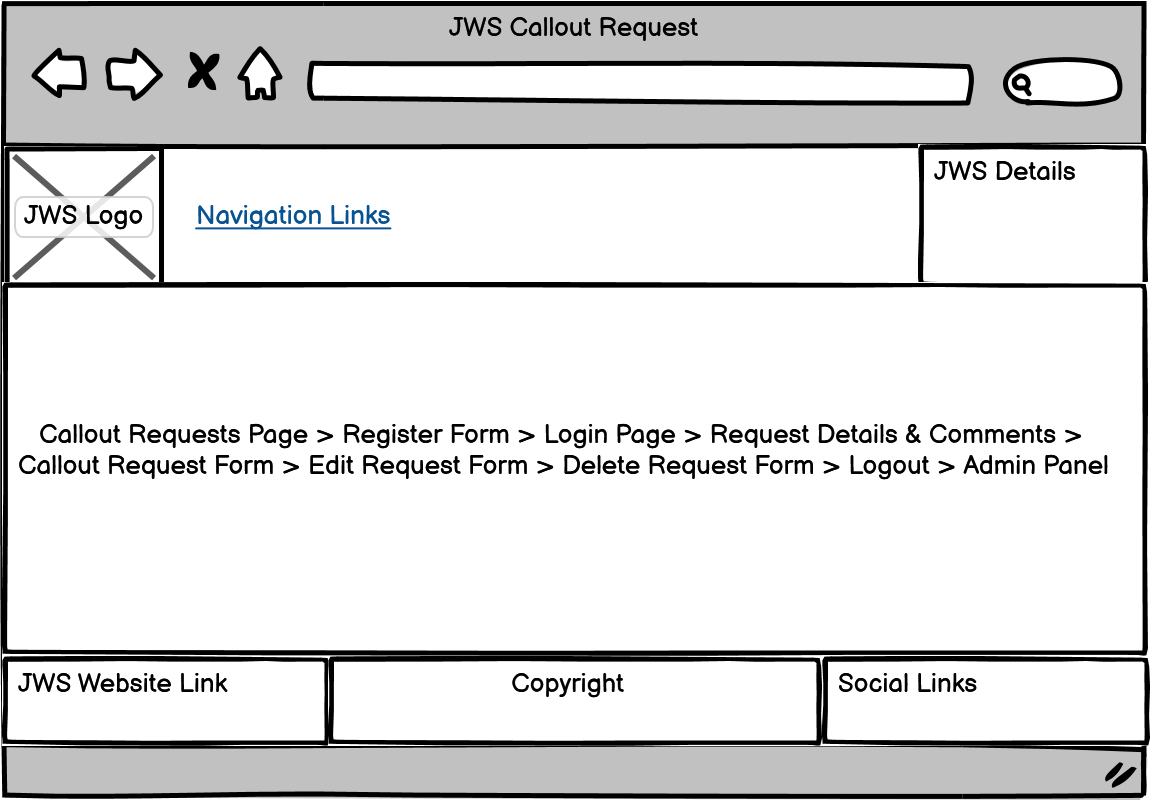 JWS Callout Request
JWS Logo
Navigation Links
JWS Details
Callout Requests Page > Register Form > Login Page > Request Details & Comments >
Callout Request Form > Edit Request Form > Delete Request Form > Logout > Admin Panel
JWS Website Link
Copyright
Social Links